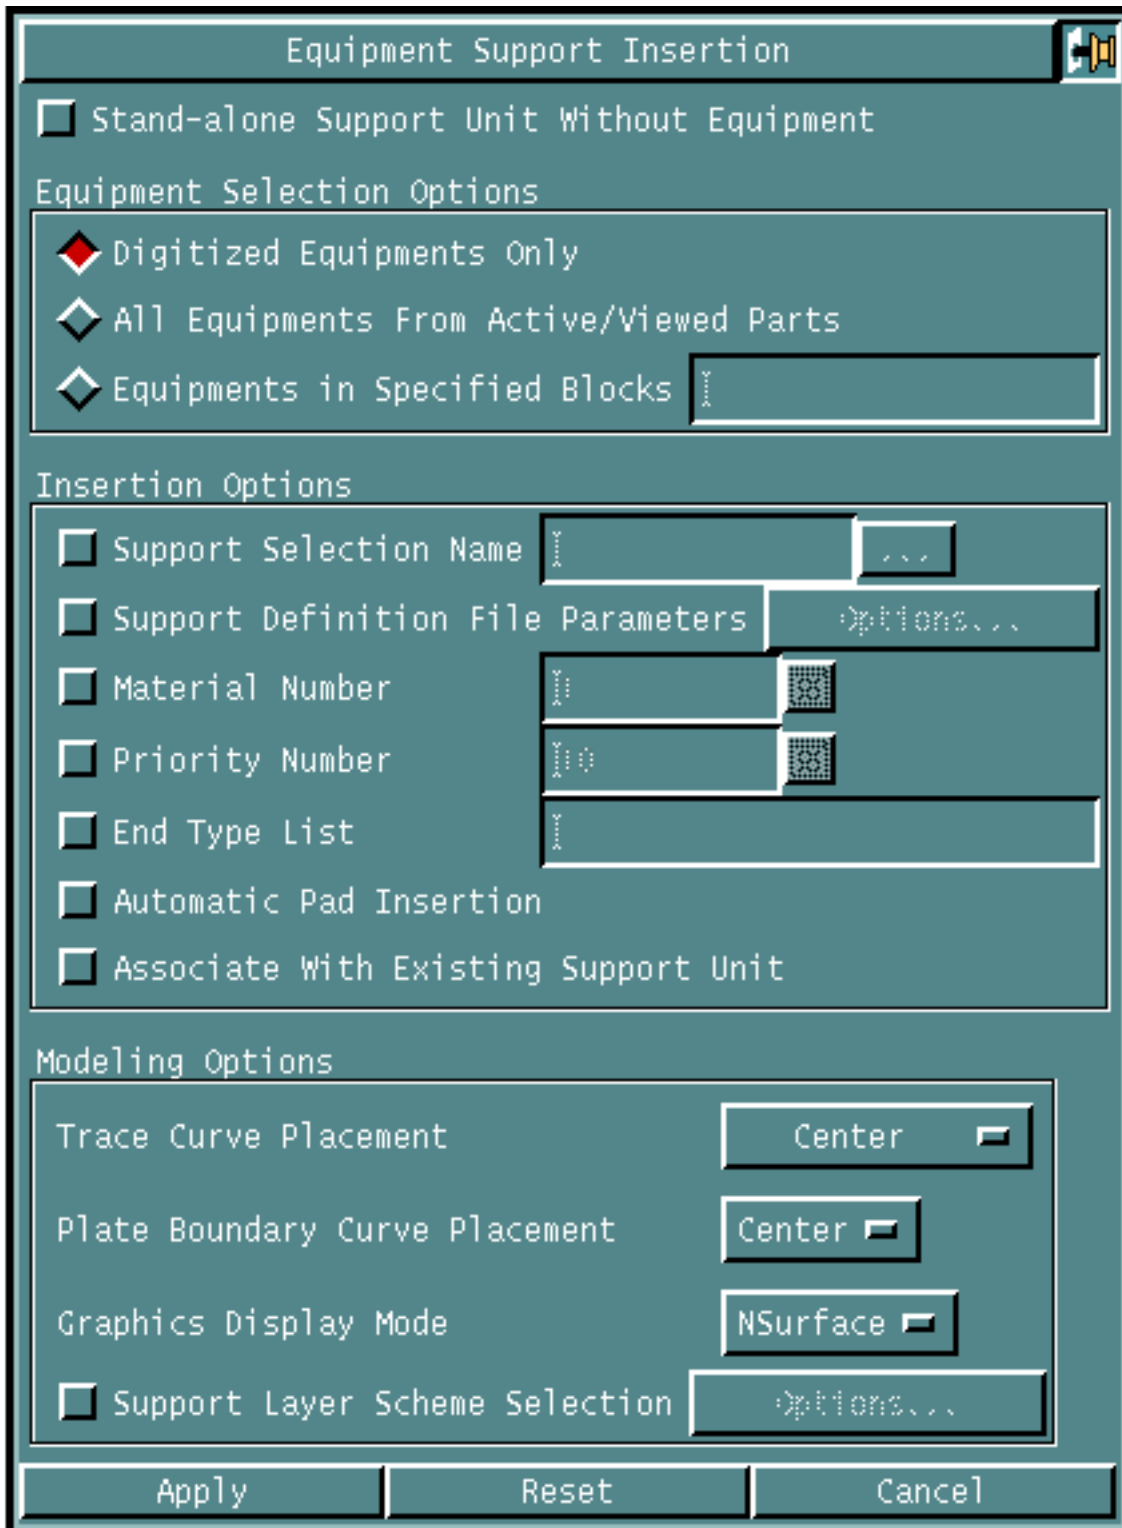 Equipment Support Insertion
Stand-alone Support Unit Without Equipment
Equipment Selection Options
Digitized Equipments Only
All Equipments From Active/Viewed Parts
Equipments in Specified Blocks
Insertion Options
Support Selection Name ...
Support Definition File Parameters Options...
Material Number 1
Priority Number 10
End Type List
Automatic Pad Insertion
Associate With Existing Support Unit
Modeling Options
Trace Curve Placement Center
Plate Boundary Curve Placement Center
Graphics Display Mode NSurface
Support Layer Scheme Selection Options...
Apply Reset Cancel